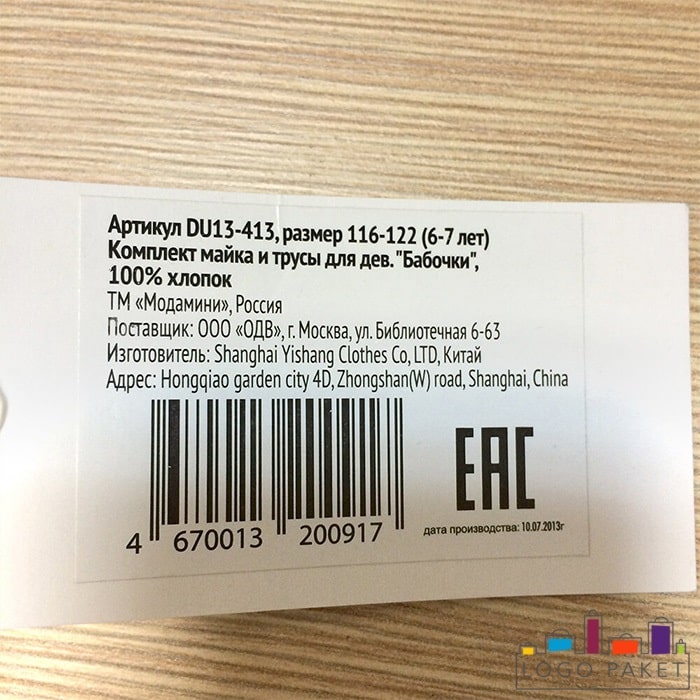 Артикул DU13-413, размер 116-122 (6-7 лет)
Комплект майка и трусы для дев. "Бабочки",
100% хлопок
ТМ «Модамини», Россия
Поставщик: ООО «ОДВ», г. Москва, ул. Библиотечная 6-63
Изготовитель: Shanghai Yishang Clothes Co, LTD, Китай
Адрес: Hongqiao garden city 4D, Zhongshan(W) road, Shanghai, China
EAC
4 670013 200917
дата производства: 10.07.2013г
LOGO PAKET